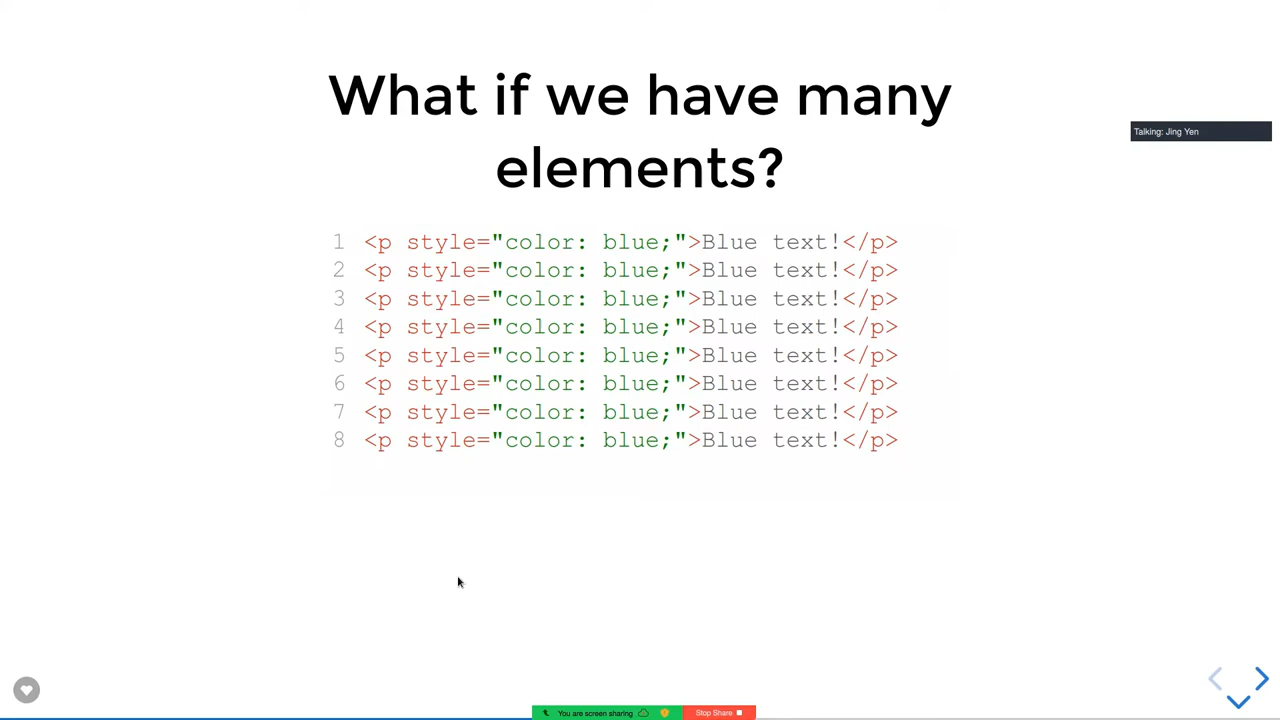 What if we have many
elements?
Talking: Jing Yen
1 <p style="color: blue;">Blue text!</p>
2 <p style="color: blue;">Blue text!</p>
3 <p style="color: blue;">Blue text!</p>
4 <p style="color: blue;">Blue text!</p>
5 <p style="color: blue;">Blue text!</p>
6 <p style="color: blue;">Blue text!</p>
7 <p style="color: blue;">Blue text!</p>
8 <p style="color: blue;">Blue text!</p>
You are screen sharing
Stop Share